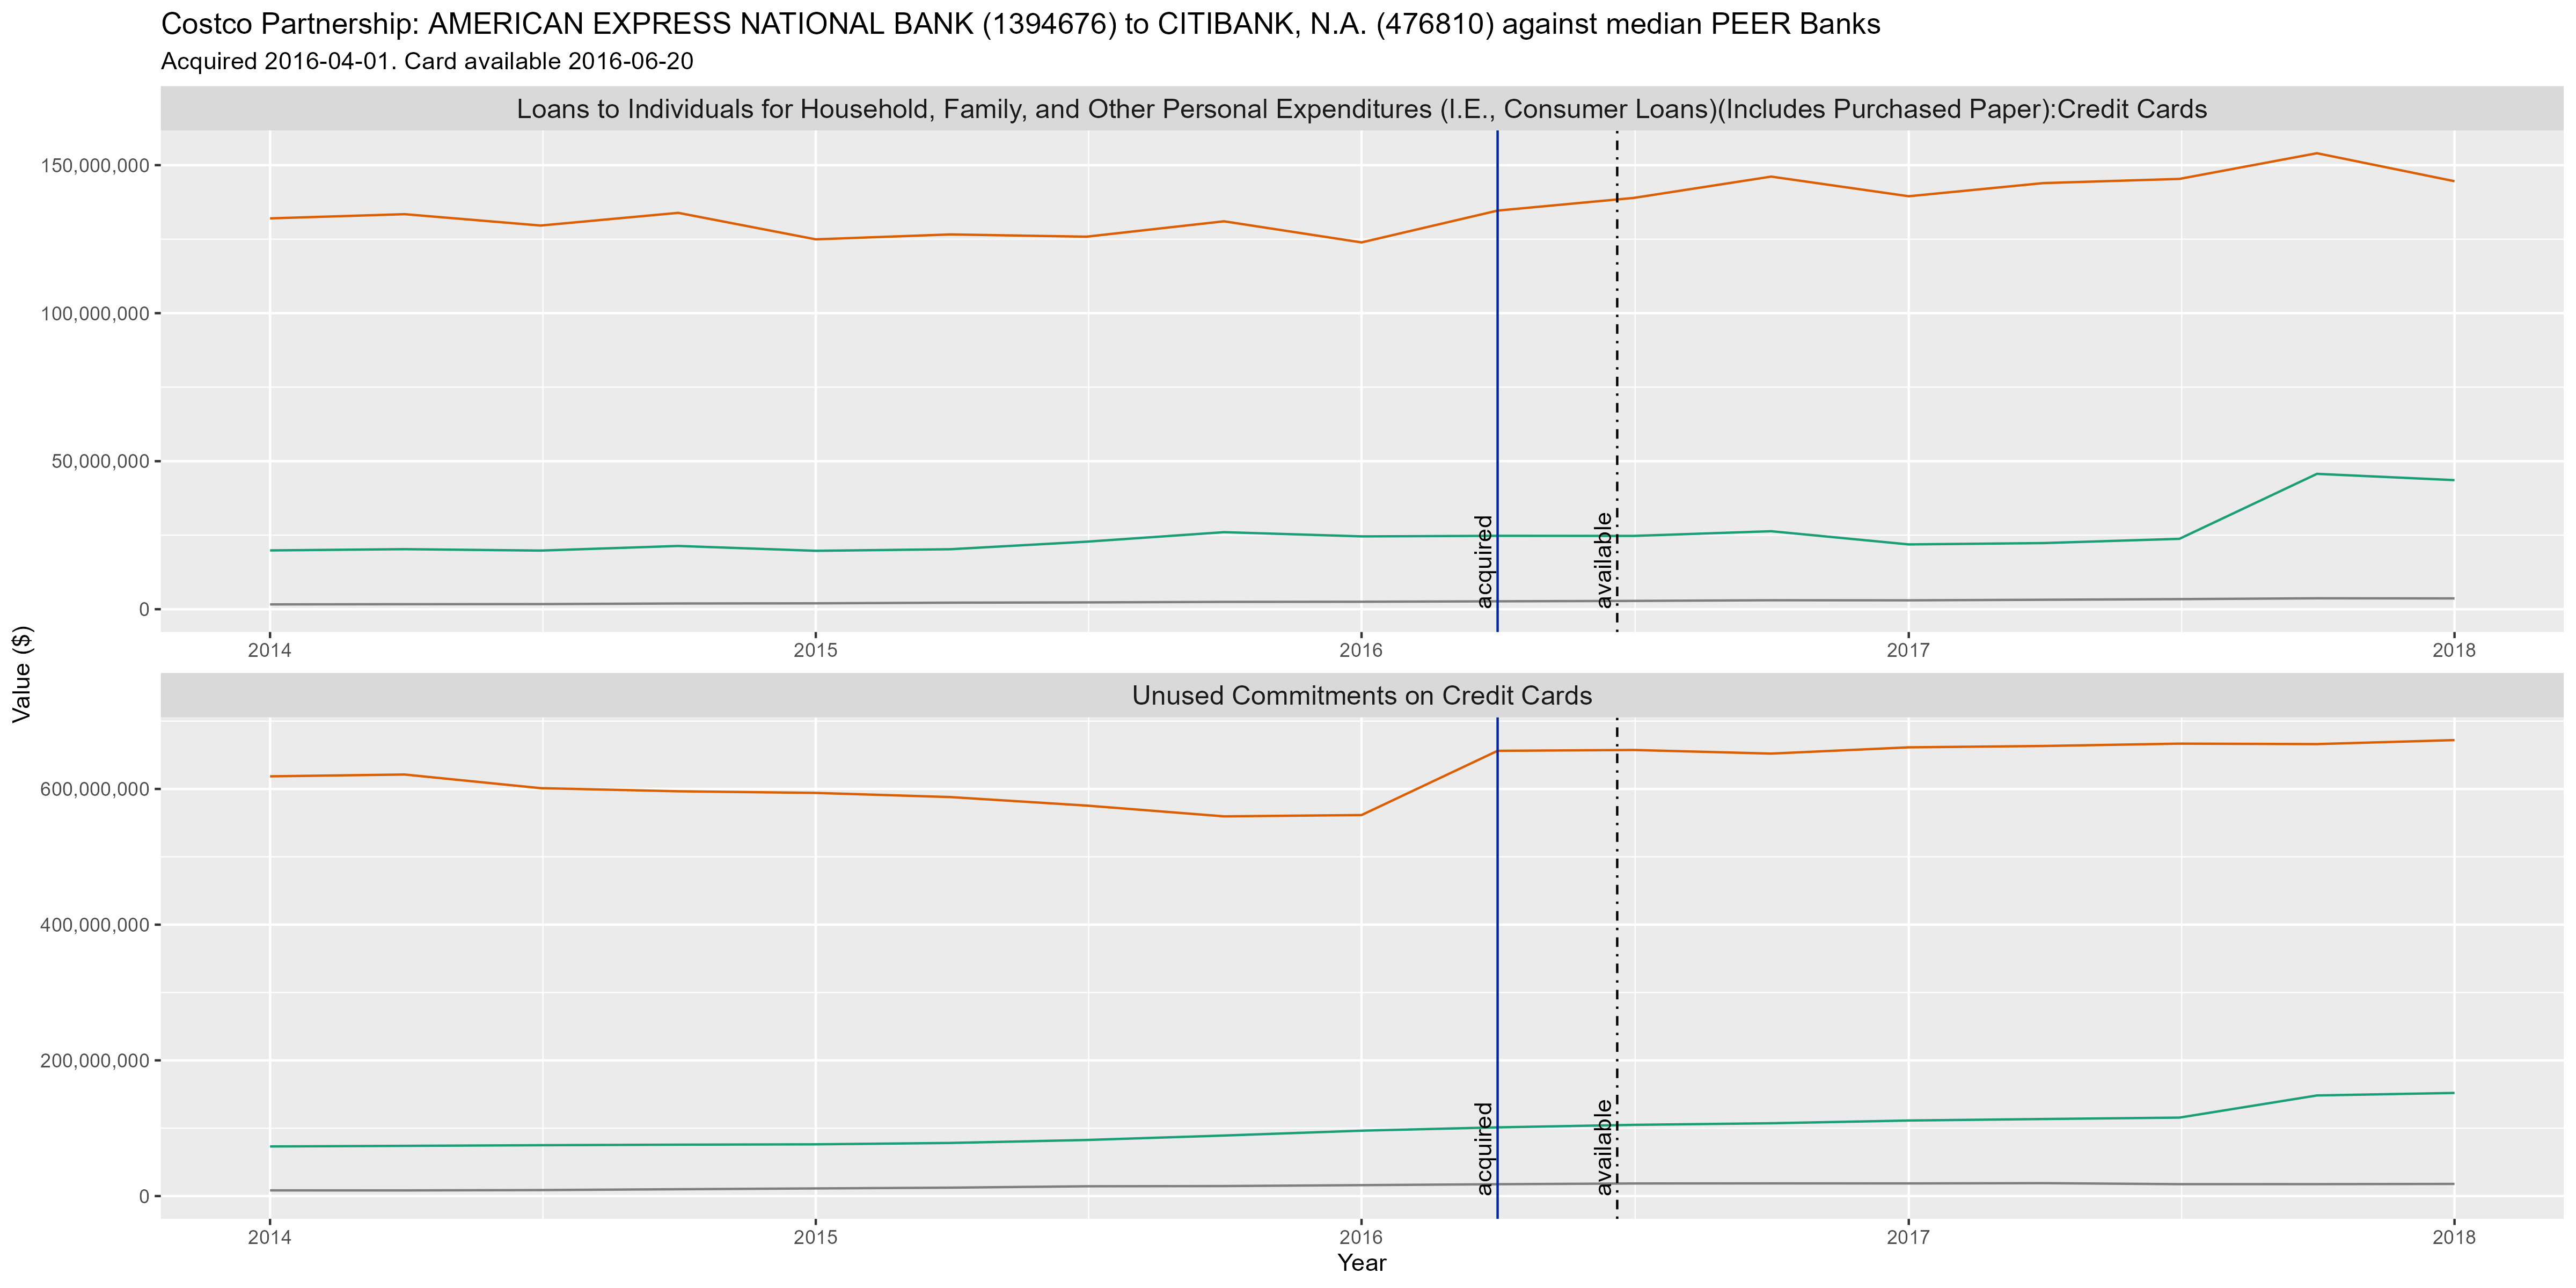 Costco Partnership: AMERICAN EXPRESS NATIONAL BANK (1394676) to CITIBANK, N.A. (476810) against median PEER Banks
Acquired 2016-04-01. Card available 2016-06-20
Loans to Individuals for Household, Family, and Other Personal Expenditures (I.E., Consumer Loans)(Includes Purchased Paper):Credit Cards
150,000,000
100,000,000
50,000,000
0
acquired
available
2014 2015 2016 2017 2018
Value ($)
Unused Commitments on Credit Cards
600,000,000
400,000,000
200,000,000
0
acquired
available
2014 2015 2016 2017 2018
Year